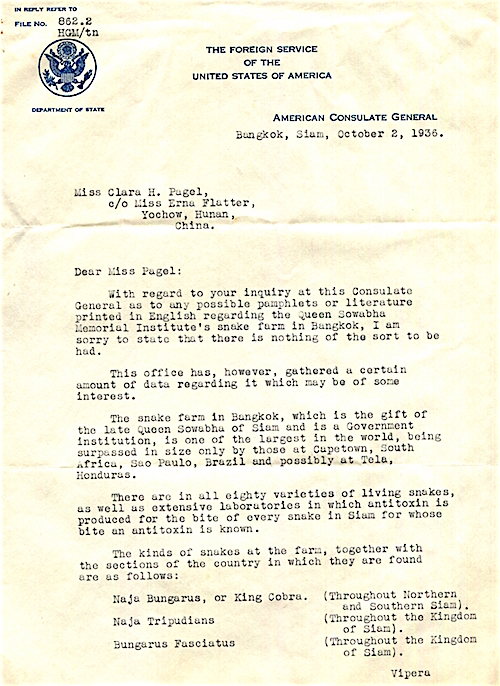 IN REPLY REFER TO
FILE NO. 862.2
HGM/tn
DEPARTMENT OF STATE
THE FOREIGN SERVICE
OF THE
UNITED STATES OF AMERICA
AMERICAN CONSULATE GENERAL
Bangkok, Siam, October 2, 1936.
Miss Clara H. Pagel,
c/o Miss Erna Flatter,
Yochow, Hunan,
China.
Dear Miss Pagel:
With regard to your inquiry at this Consulate
General as to any possible pamphlets or literature
printed in English regarding the Queen Sowabha
Memorial Institute's snake farm in Bangkok, I am
sorry to state that there is nothing of the sort to be
had.
This office has, however, gathered a certain
amount of data regarding it which may be of some
interest.
The snake farm in Bangkok, which is the gift of
the late Queen Sowabha of Siam and is a Government
institution, is one of the largest in the world, being
surpassed in size only by those at Capetown, South
Africa, Sao Paulo, Brazil and possibly at Tela,
Honduras.
There are in all eighty varieties of living snakes,
as well as extensive laboratories in which antitoxin is
produced for the bite of every snake in Siam for whose
bite an antitoxin is known.
The kinds of snakes at the farm, together with
the sections of the country in which they are found
are as follows:
Naja Bungarus, or King Cobra. (Throughout Northern
and Southern Siam).
Naja Tripudians (Throughout the Kingdom
of Siam).
Bungarus Fasciatus (Throughout the Kingdom
of Siam).
Vipera